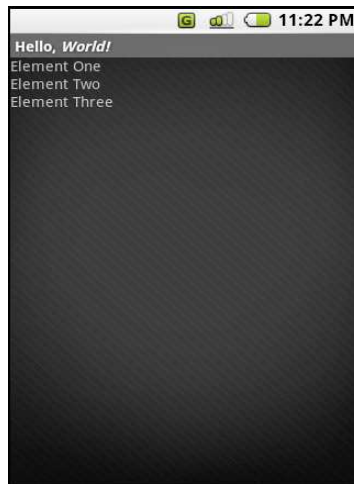 G 11:22 PM
Hello, World!
Element One
Element Two
Element Three